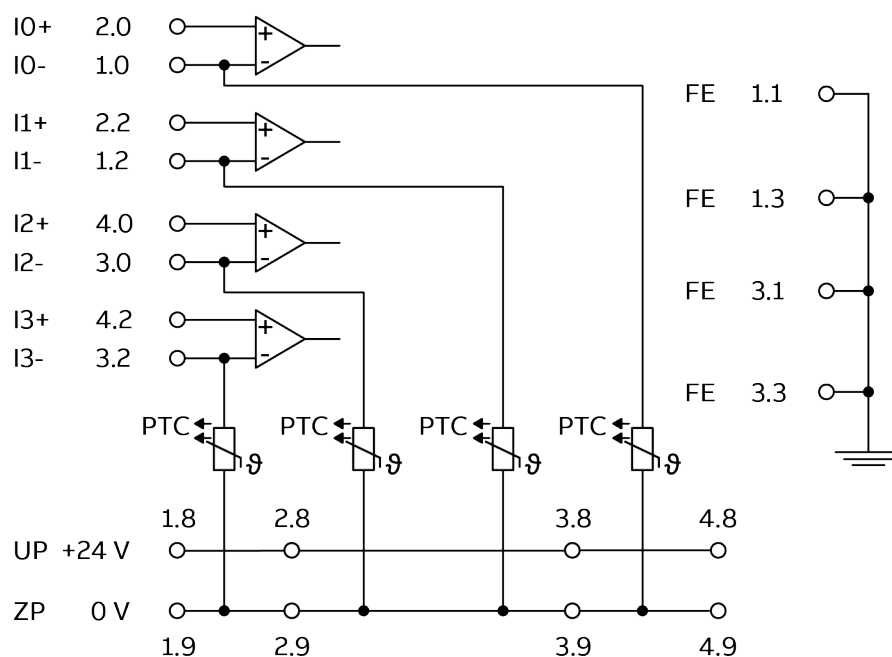 I0+ 2.0
I0- 1.0
FE 1.1
I1+ 2.2
I1- 1.2
FE 1.3
I2+ 4.0
I2- 3.0
FE 3.1
I3+ 4.2
I3- 3.2
FE 3.3
PTC ϑ PTC ϑ PTC ϑ PTC ϑ
1.8 2.8 3.8 4.8
UP +24 V
ZP 0 V
1.9 2.9 3.9 4.9